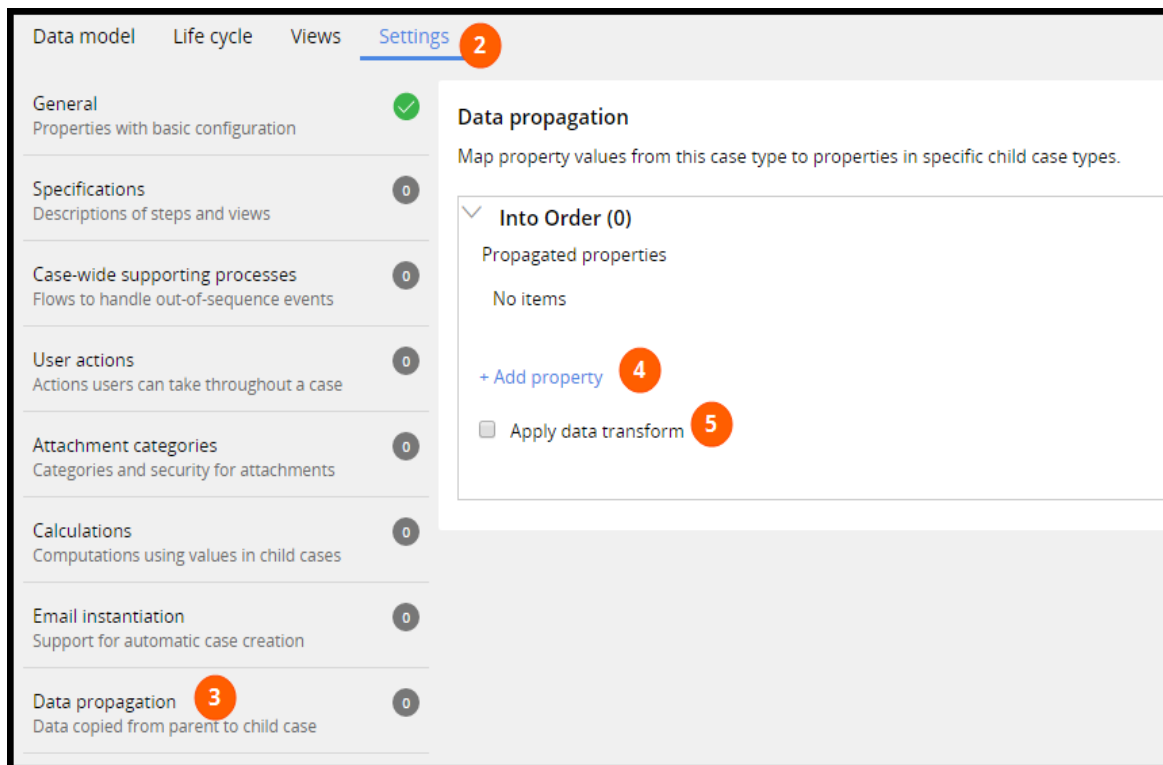 Data model Life cycle Views Settings 2
General
Properties with basic configuration
Specifications 0
Descriptions of steps and views
Case-wide supporting processes 0
Flows to handle out-of-sequence events
User actions 0
Actions users can take throughout a case
Attachment categories 0
Categories and security for attachments
Calculations 0
Computations using values in child cases
Email instantiation 0
Support for automatic case creation
Data propagation 3 0
Data copied from parent to child case
Data propagation
Map property values from this case type to properties in specific child case types.
Into Order (0)
Propagated properties
No items
+ Add property 4
Apply data transform 5